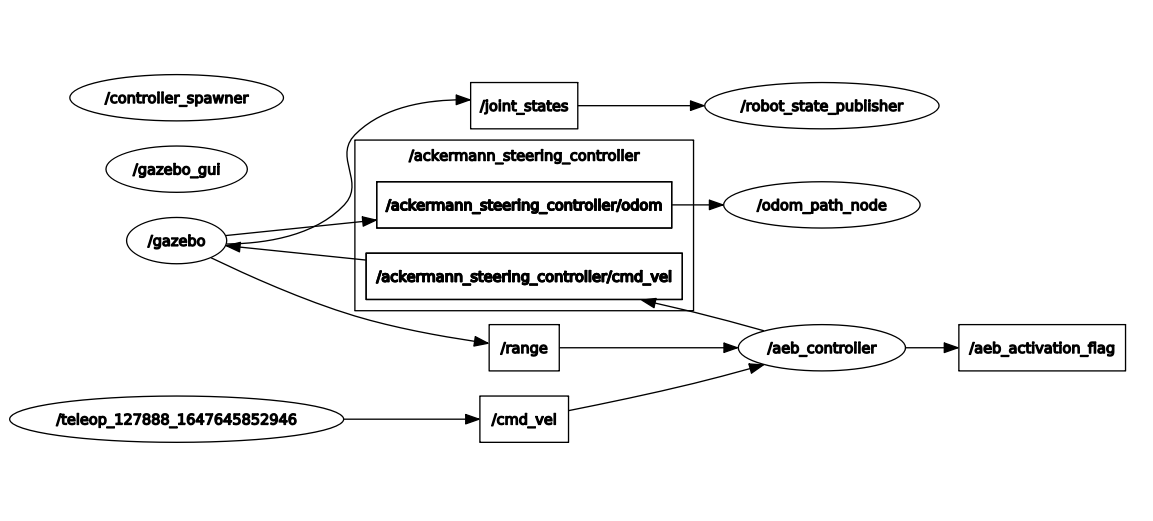 /controller_spawner
/joint_states
/robot_state_publisher
/ackermann_steering_controller
/gazebo_gui
/ackermann_steering_controller/odom
/odom_path_node
/gazebo
/ackermann_steering_controller/cmd_vel
/range
/aeb_controller
/aeb_activation_flag
/teleop_127888_1647645852946
/cmd_vel